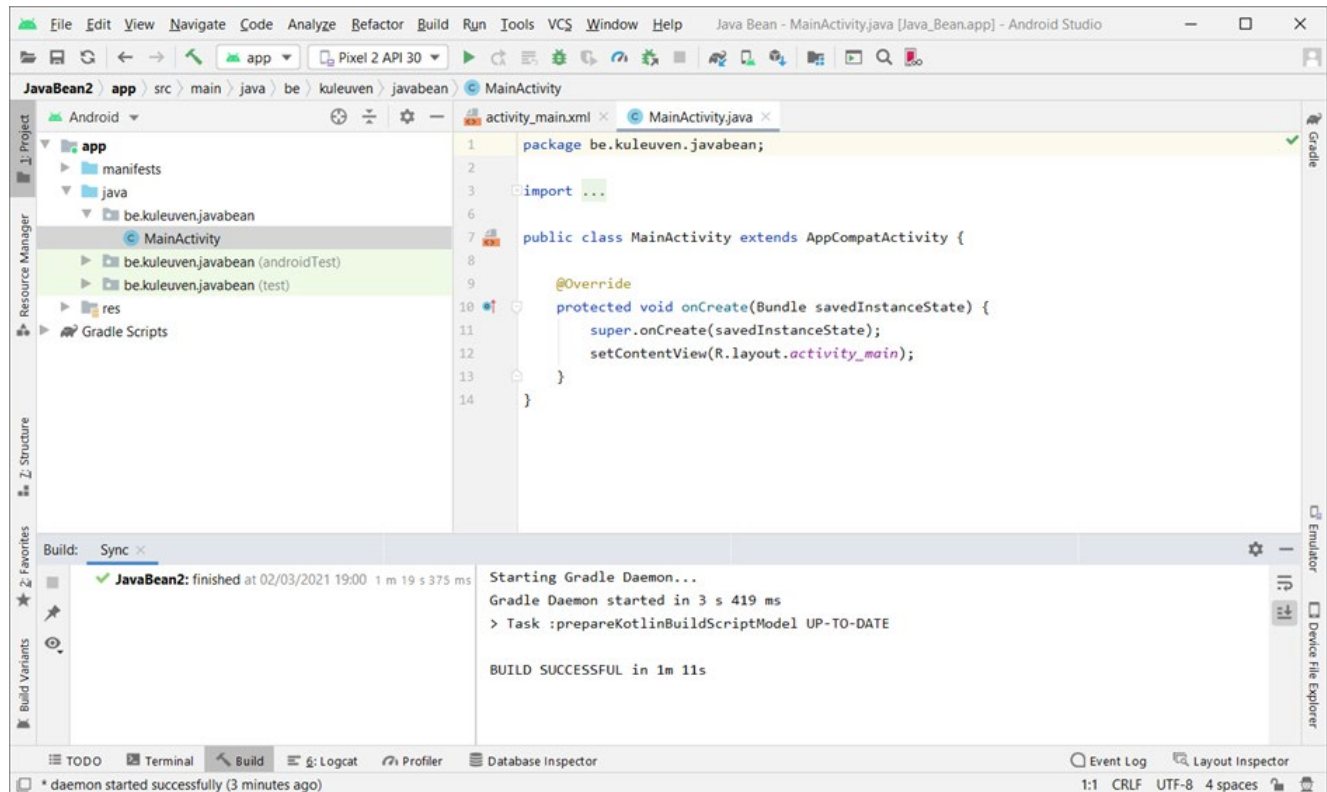 File Edit View Navigate Code Analyze Refactor Build Run Tools VCS Window Help Java Bean - MainActivity.java [Java_Bean.app] - Android Studio
app Pixel 2 API 30
JavaBean2 app src main java be kuleuven javabean MainActivity
1: Project
Resource Manager
Z: Structure
2: Favorites
Build Variants
Android
app
manifests
java
be.kuleuven.javabean
MainActivity
be.kuleuven.javabean (androidTest)
be.kuleuven.javabean (test)
res
Gradle Scripts
activity_main.xml MainActivity.java
1 package be.kuleuven.javabean;
2
3 import ...
6
7 public class MainActivity extends AppCompatActivity {
8
9 @Override
10 protected void onCreate(Bundle savedInstanceState) {
11 super.onCreate(savedInstanceState);
12 setContentView(R.layout.activity_main);
13 }
14 }
Gradle
Emulator
Device File Explorer
Build: Sync
JavaBean2: finished at 02/03/2021 19:00 1 m 19 s 375 ms
Starting Gradle Daemon...
Gradle Daemon started in 3 s 419 ms
> Task :prepareKotlinBuildScriptModel UP-TO-DATE
BUILD SUCCESSFUL in 1m 11s
TODO Terminal Build 6: Logcat Profiler Database Inspector Event Log Layout Inspector
* daemon started successfully (3 minutes ago) 1:1 CRLF UTF-8 4 spaces